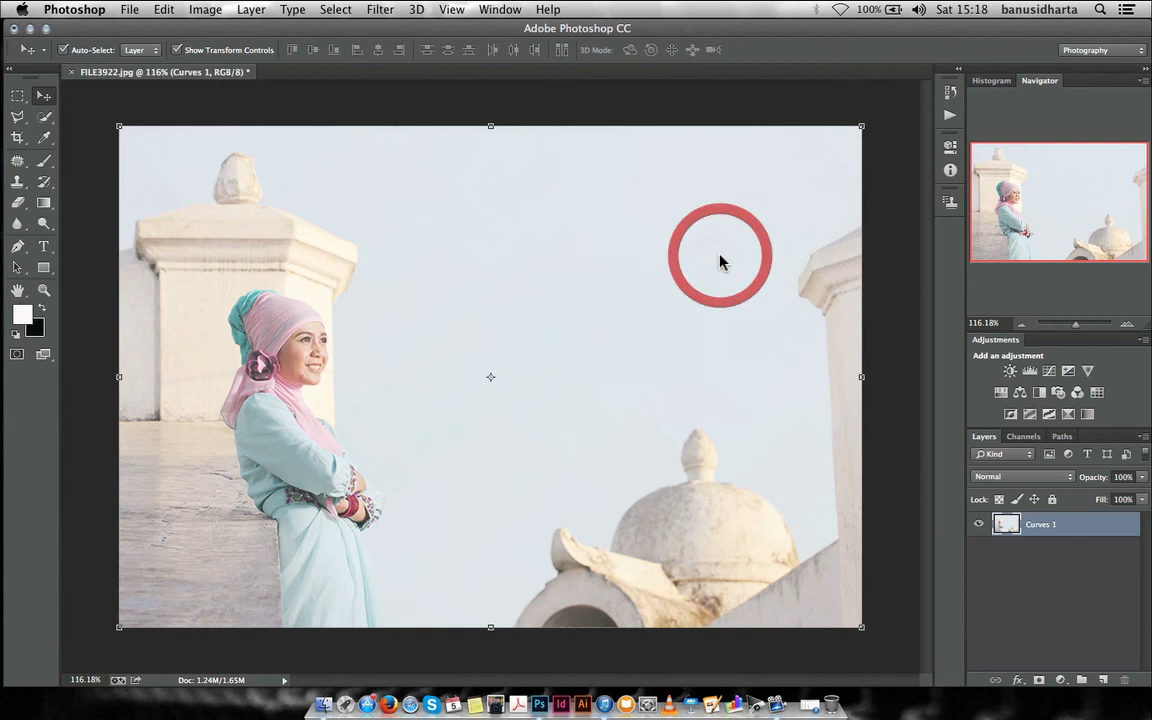 Photoshop File Edit Image Layer Type Select Filter 3D View Window Help 100% Sat 15:18 banusidharta
Adobe Photoshop CC
Auto-Select: Layer Show Transform Controls 3D Mode: Photography
× FILE3922.jpg @ 116% (Curves 1, RGB/8) *
Histogram Navigator
116.18%
Adjustments
Add an adjustment
Layers Channels Paths
Kind
Normal Opacity: 100%
Lock: Fill: 100%
Curves 1
116.18% Doc: 1.24M/1.65M